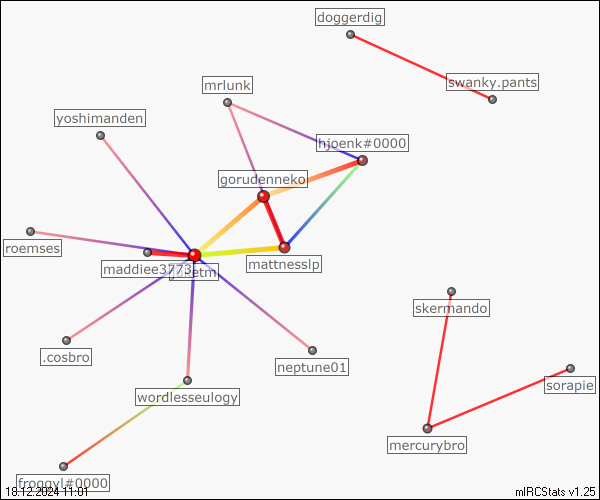 doggerdig
swanky.pants
mrlunk
yoshimanden
hjoenk#0000
gorudenneko
roemses
mattnesslp
maddiee3773
skermando
.cosbro
neptune01
sorapie
wordlesseulogy
mercurybro
froggyl#0000
18.12.2024 11:01
mIRCStats v1.25